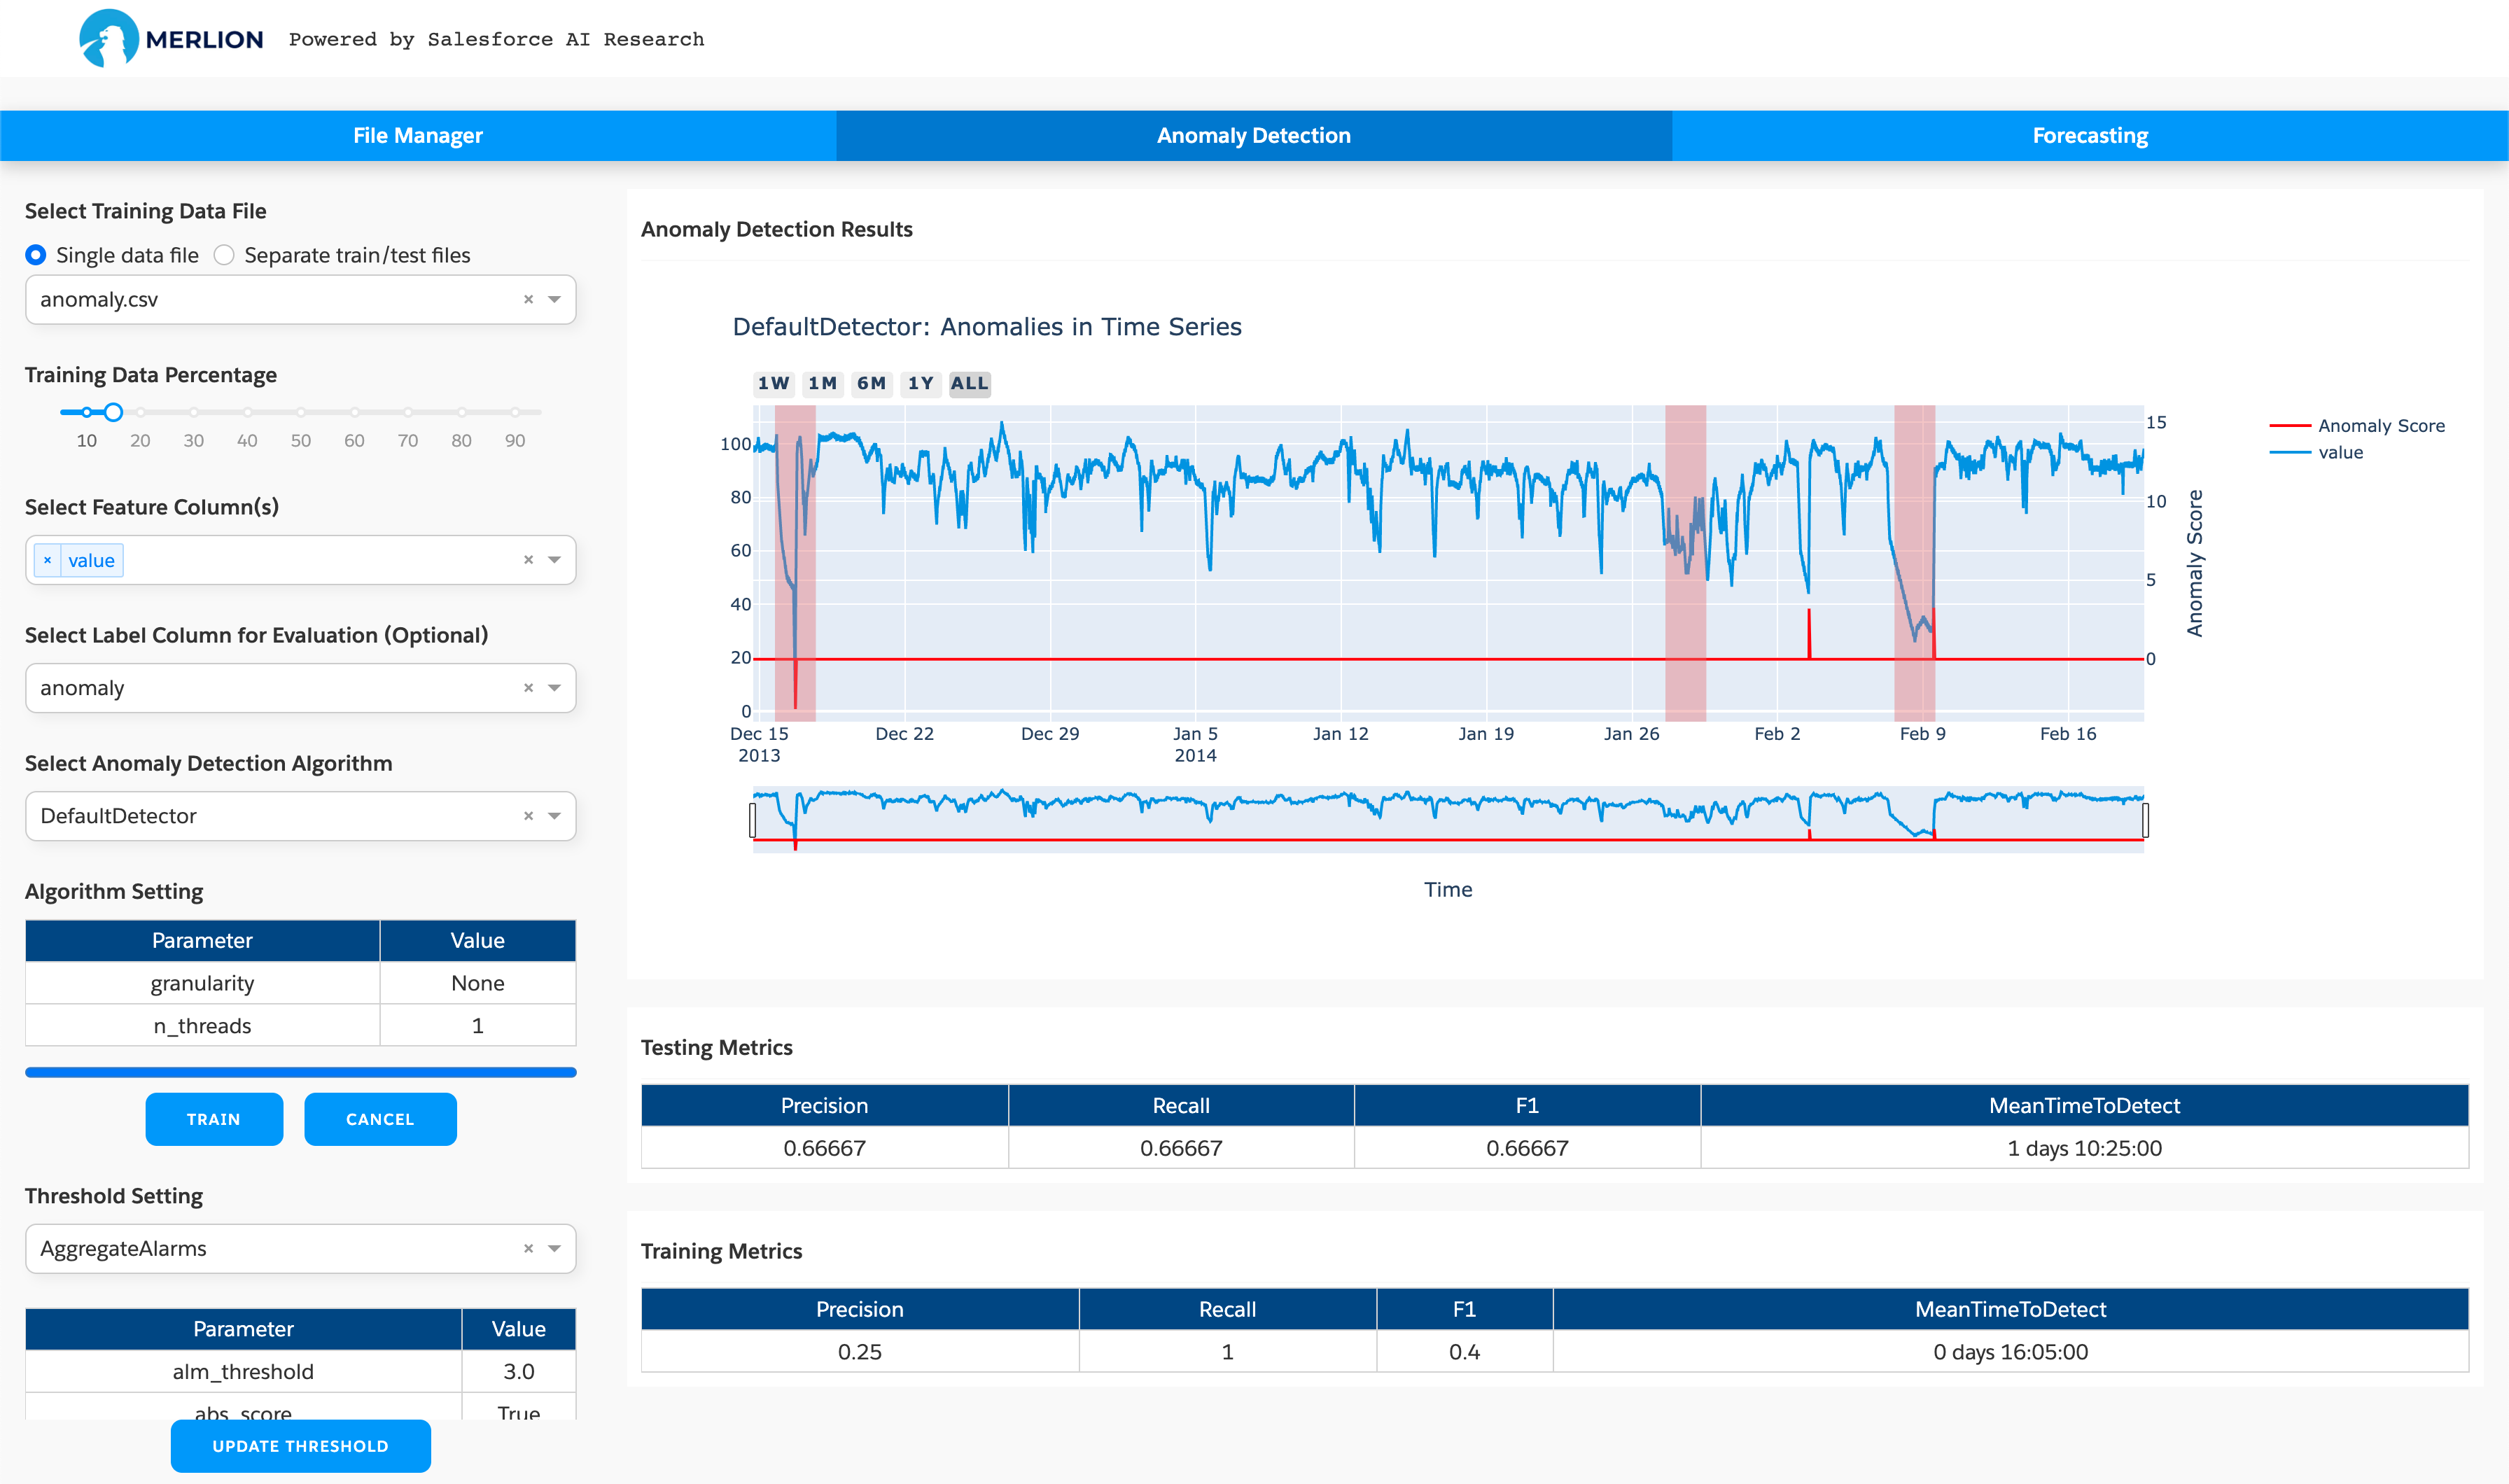 MERLION Powered by Salesforce AI Research
File Manager Anomaly Detection Forecasting
Select Training Data File
Single data file Separate train/test files
anomaly.csv × 
Training Data Percentage
10 20 30 40 50 60 70 80 90
Select Feature Column(s)
× value ×
Select Label Column for Evaluation (Optional)
anomaly ×
Select Anomaly Detection Algorithm
DefaultDetector ×
Algorithm Setting
Parameter Value
granularity None
n_threads 1
TRAIN CANCEL
Threshold Setting
AggregateAlarms ×
Parameter Value
alm_threshold 3.0
abs_score True
UPDATE THRESHOLD
Anomaly Detection Results
DefaultDetector: Anomalies in Time Series
1W 1M 6M 1Y ALL
100
80
60
40
20
0
15
10
5
0
Anomaly Score
Anomaly Score
value
Dec 15 Dec 22 Dec 29 Jan 5 Jan 12 Jan 19 Jan 26 Feb 2 Feb 9 Feb 16
2013 2014
Time
Testing Metrics
Precision Recall F1 MeanTimeToDetect
0.66667 0.66667 0.66667 1 days 10:25:00
Training Metrics
Precision Recall F1 MeanTimeToDetect
0.25 1 0.4 0 days 16:05:00